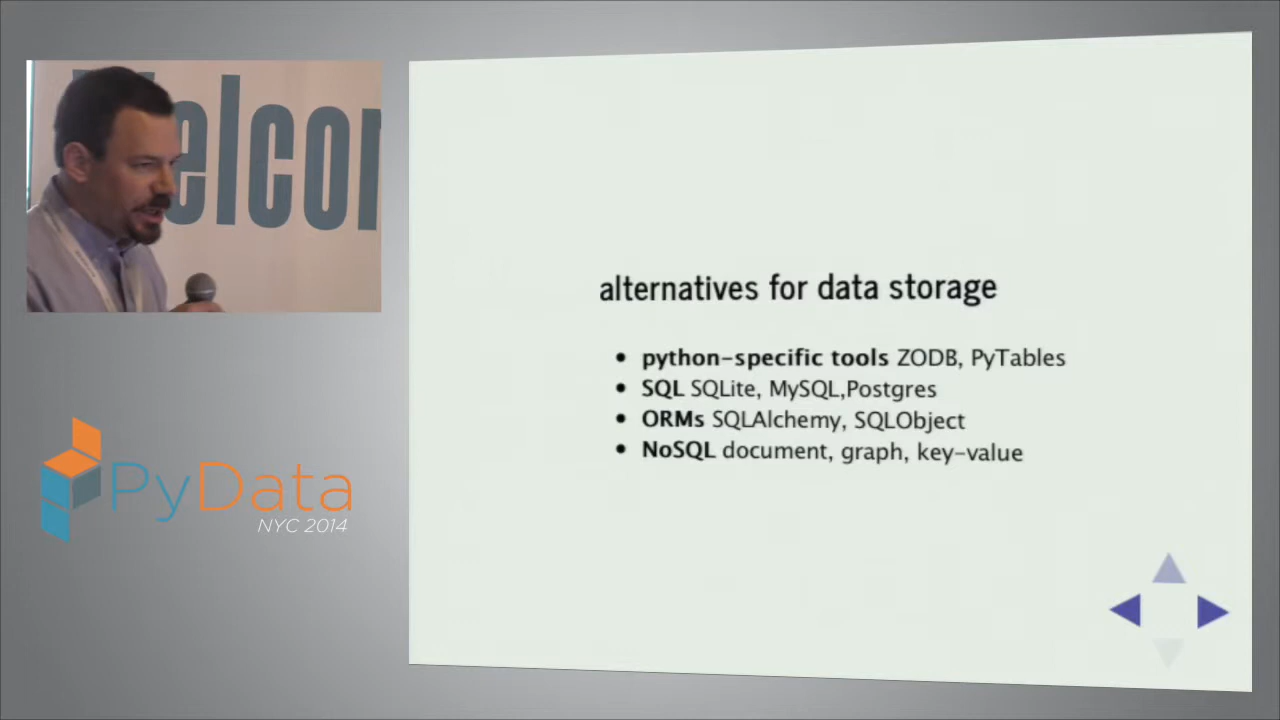 Welcom
alternatives for data storage
• python-specific tools ZODB, PyTables
• SQL SQLite, MySQL,Postgres
• ORMs SQLAlchemy, SQLObject
• NoSQL document, graph, key-value
PyData
NYC 2014